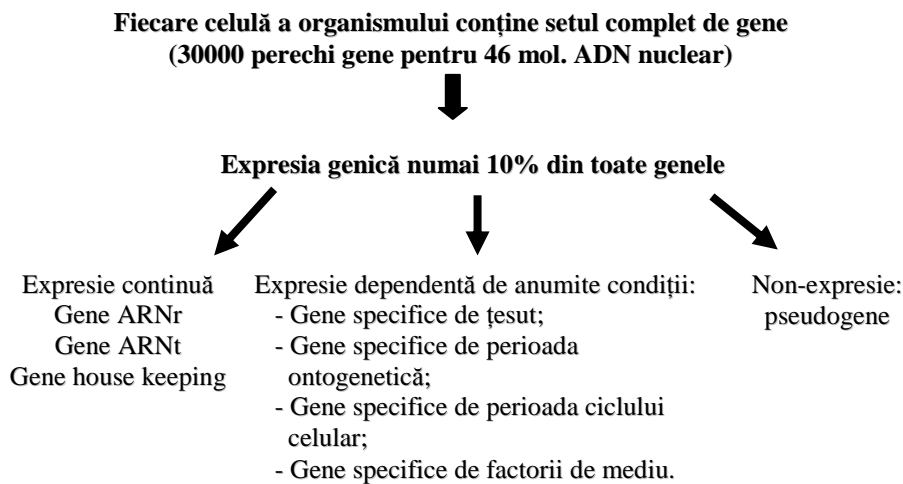 Fiecare celulă a organismului conține setul complet de gene
(30000 perechi gene pentru 46 mol. ADN nuclear)
Expresia genică numai 10% din toate genele
Expresie continuă
Gene ARNr
Gene ARNt
Gene house keeping
Expresie dependentă de anumite condiții:
- Gene specifice de țesut;
- Gene specifice de perioada
ontogenetică;
- Gene specifice de perioada ciclului
celular;
- Gene specifice de factorii de mediu.
Non-expresie:
pseudogene